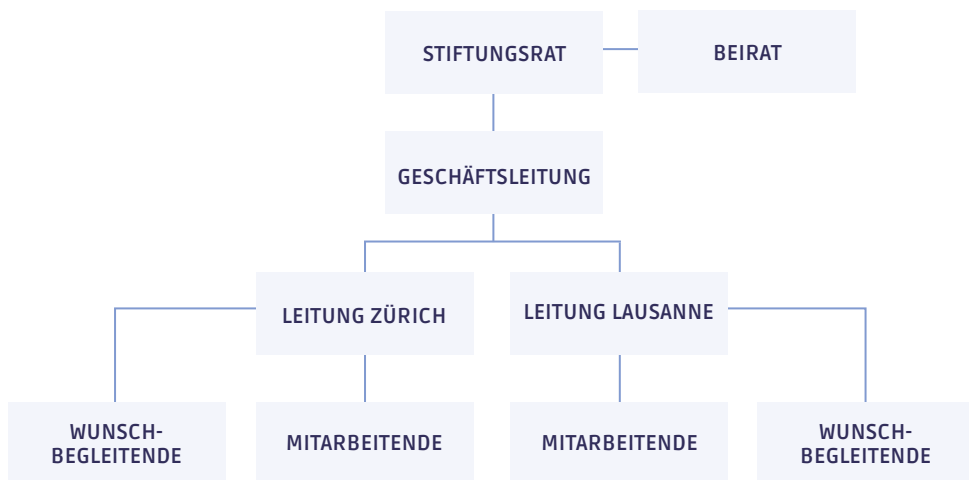 STIFTUNGSRAT
BEIRAT
GESCHÄFTSLEITUNG
LEITUNG ZÜRICH
LEITUNG LAUSANNE
WUNSCH-
BEGLEITENDE
MITARBEITENDE
MITARBEITENDE
WUNSCH-
BEGLEITENDE